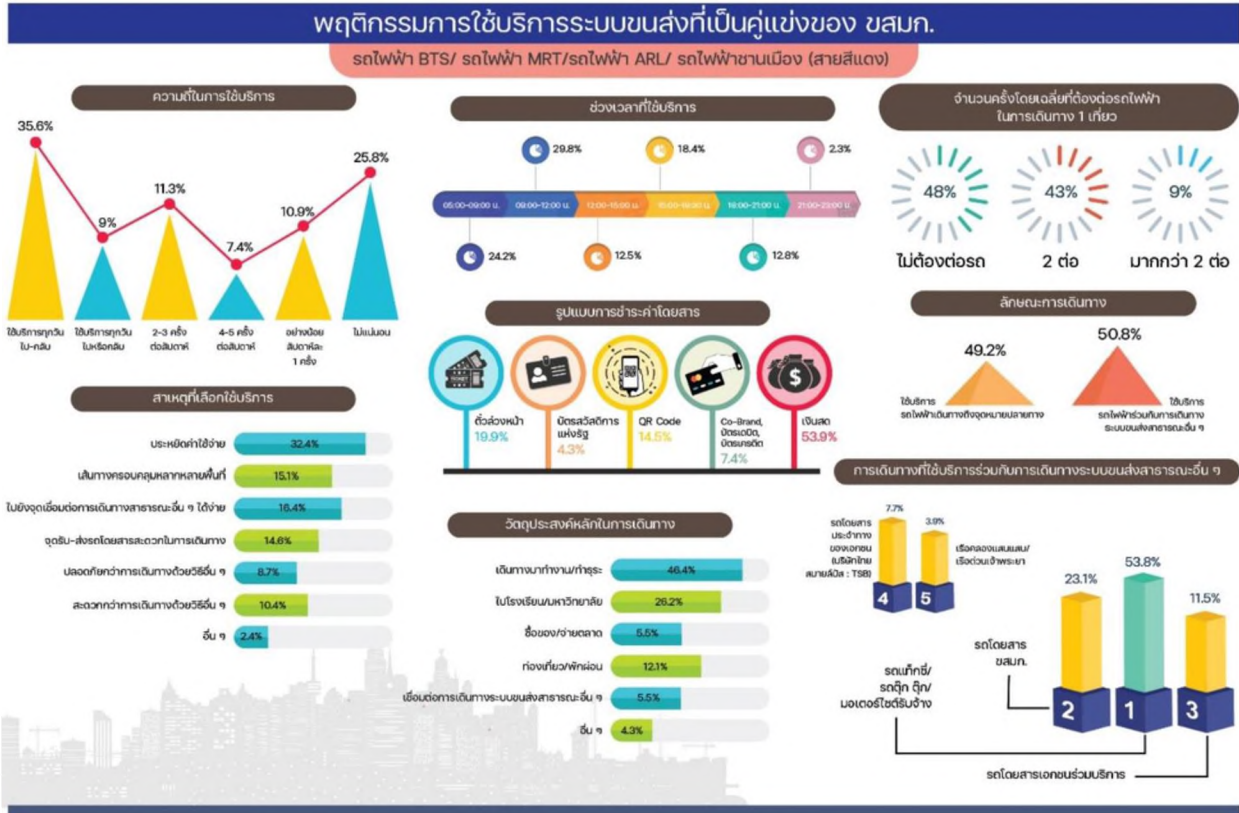 พฤติกรรมการใช้บริการระบบขนส่งที่เป็นคู่แข่งของ ขสมก.
รถไฟฟ้า BTS/ รถไฟฟ้า MRT/รถไฟฟ้า ARL/ รถไฟฟ้าชานเมือง (สายสีแดง)
ความถี่ในการใช้บริการ
35.6%
9%
11.3%
7.4%
10.9%
25.8%
ใช้บริการทุกวัน
ไป-กลับ
ใช้บริการทุกวัน
ไปหรือกลับ
2-3 ครั้ง
ต่อสัปดาห์
4-5 ครั้ง
ต่อสัปดาห์
อย่างน้อย
สัปดาห์ละ
1 ครั้ง
ไม่แน่นอน
สาเหตุที่เลือกใช้บริการ
ประหยัดค่าใช้จ่าย
32.4%
เส้นทางครอบคลุมหลากหลายพื้นที่
15.1%
ไปยังจุดเชื่อมต่อการเดินทางสาธารณะอื่น ๆ ได้ง่าย
16.4%
จุดรับ-ส่งรถโดยสารสะดวกในการเดินทาง
14.6%
ปลอดภัยกว่าการเดินทางด้วยวิธีอื่น ๆ
8.7%
สะดวกกว่าการเดินทางด้วยวิธีอื่น ๆ
10.4%
อื่น ๆ
2.4%
ช่วงเวลาที่ใช้บริการ
29.8%
18.4%
2.3%
05:00-09:00 น.
09:00-12:00 น.
18:00-21:00 น.
21:00-23:00 น.
24.2%
12.5%
12.8%
รูปแบบการชำระค่าโดยสาร
TICKET
ตั๋วล่วงหน้า
19.9%
บัตรสวัสดิการ
แห่งรัฐ
4.3%
QR Code
14.5%
Co-Brand,
บัตรเดบิต,
บัตรเครดิต
7.4%
$
เงินสด
53.9%
วัตถุประสงค์หลักในการเดินทาง
เดินทางมาทำงาน/ทำธุระ
46.4%
ไปโรงเรียน/มหาวิทยาลัย
26.2%
ซื้อของ/จ่ายตลาด
5.5%
ท่องเที่ยว/พักผ่อน
12.1%
เชื่อมต่อการเดินทางระบบขนส่งสาธารณะอื่น ๆ
5.5%
อื่น ๆ
4.3%
จำนวนครั้งโดยเฉลี่ยที่ต้องต่อรถไฟฟ้า
ในการเดินทาง 1 เที่ยว
48%
ไม่ต้องต่อรถ
43%
2 ต่อ
9%
มากกว่า 2 ต่อ
ลักษณะการเดินทาง
49.2%
ใช้บริการ
รถไฟฟ้าเดินทางถึงจุดหมายปลายทาง
50.8%
ใช้บริการ
รถไฟฟ้าร่วมกับการเดินทาง
ระบบขนส่งสาธารณะอื่น ๆ
การเดินทางที่ใช้บริการร่วมกับการเดินทางระบบขนส่งสาธารณะอื่น ๆ
7.7%
รถโดยสาร
ประจำทาง
ของเอกชน
(บริษัทไทย
สมายล์บัส : TSB)
4
3.9%
เรือคลองแสนแสบ/
เรือด่วนเจ้าพระยา
5
23.1%
53.8%
11.5%
2
1
3
รถโดยสาร
ขสมก.
รถแท็กซี่/
รถตุ๊ก ตุ๊ก/
มอเตอร์ไซต์รับจ้าง
รถโดยสารเอกชนร่วมบริการ